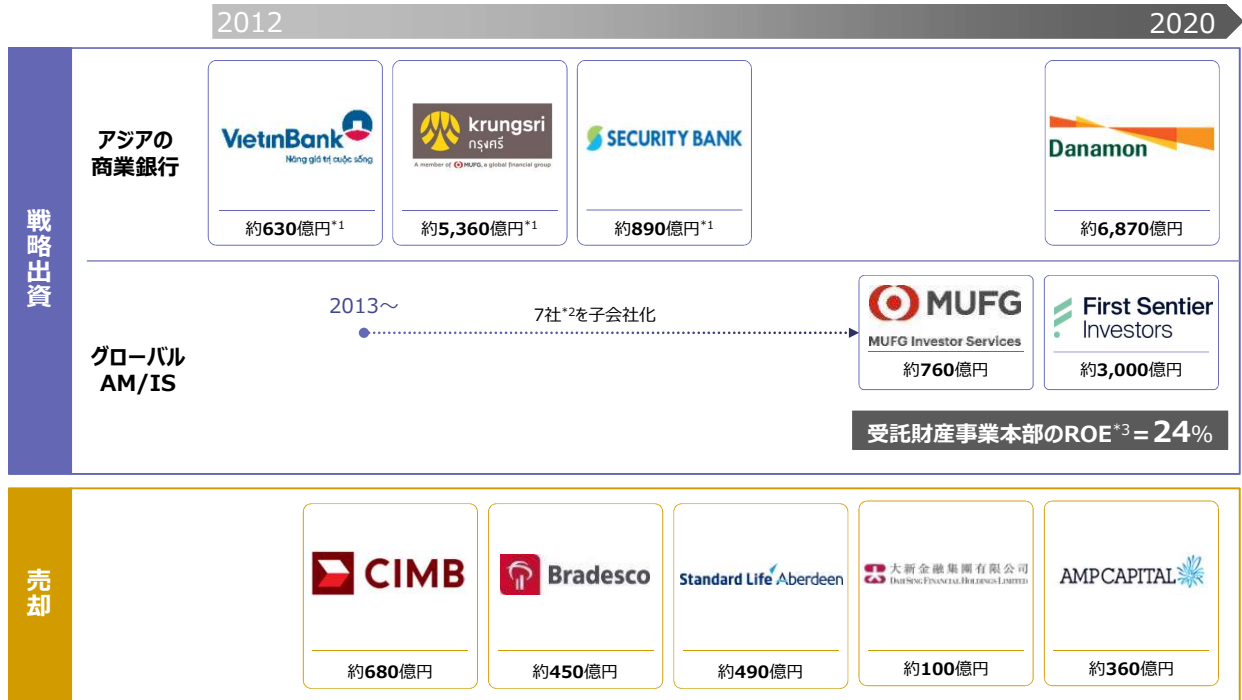 2012
2020
戦略出資
アジアの
商業銀行
VietinBank
Nâng giá trị cuộc sống
約630億円*1
krungsri
กรุงศรี
A member of MUFG, a global financial group
約5,360億円*1
SECURITY BANK
約890億円*1
Danamon
約6,870億円
グローバル
AM/IS
2013～
7社*2を子会社化
MUFG
MUFG Investor Services
約760億円
First Sentier
Investors
約3,000億円
受託財産事業本部のROE*3=24%
売却
CIMB
約680億円
Bradesco
約450億円
Standard Life Aberdeen
約490億円
大新金融集團有限公司
DAH SING FINANCIAL HOLDINGS LIMITED
約100億円
AMP CAPITAL
約360億円